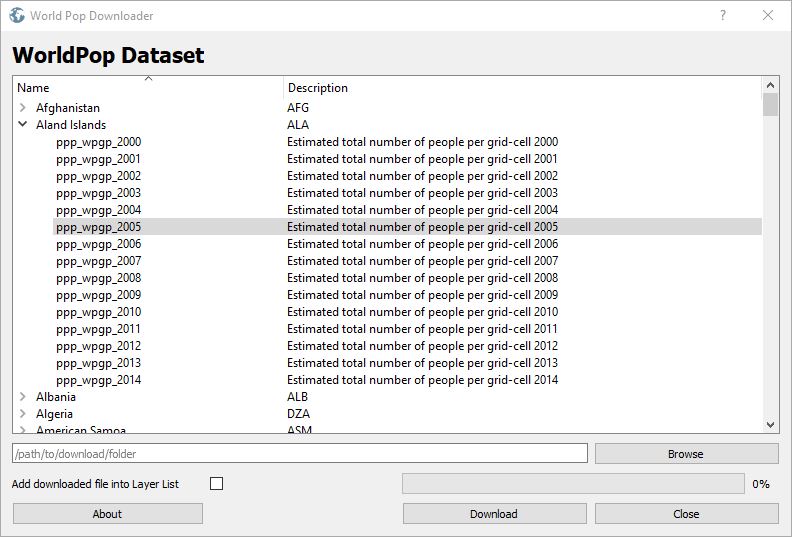 World Pop Downloader
WorldPop Dataset
Name Description
Afghanistan AFG
Aland Islands ALA
ppp_wpgp_2000 Estimated total number of people per grid-cell 2000
ppp_wpgp_2001 Estimated total number of people per grid-cell 2001
ppp_wpgp_2002 Estimated total number of people per grid-cell 2002
ppp_wpgp_2003 Estimated total number of people per grid-cell 2003
ppp_wpgp_2004 Estimated total number of people per grid-cell 2004
ppp_wpgp_2005 Estimated total number of people per grid-cell 2005
ppp_wpgp_2006 Estimated total number of people per grid-cell 2006
ppp_wpgp_2007 Estimated total number of people per grid-cell 2007
ppp_wpgp_2008 Estimated total number of people per grid-cell 2008
ppp_wpgp_2009 Estimated total number of people per grid-cell 2009
ppp_wpgp_2010 Estimated total number of people per grid-cell 2010
ppp_wpgp_2011 Estimated total number of people per grid-cell 2011
ppp_wpgp_2012 Estimated total number of people per grid-cell 2012
ppp_wpgp_2013 Estimated total number of people per grid-cell 2013
ppp_wpgp_2014 Estimated total number of people per grid-cell 2014
Albania ALB
Algeria DZA
American Samoa ASM
/path/to/download/folder Browse
Add downloaded file into Layer List 0%
About Download Close